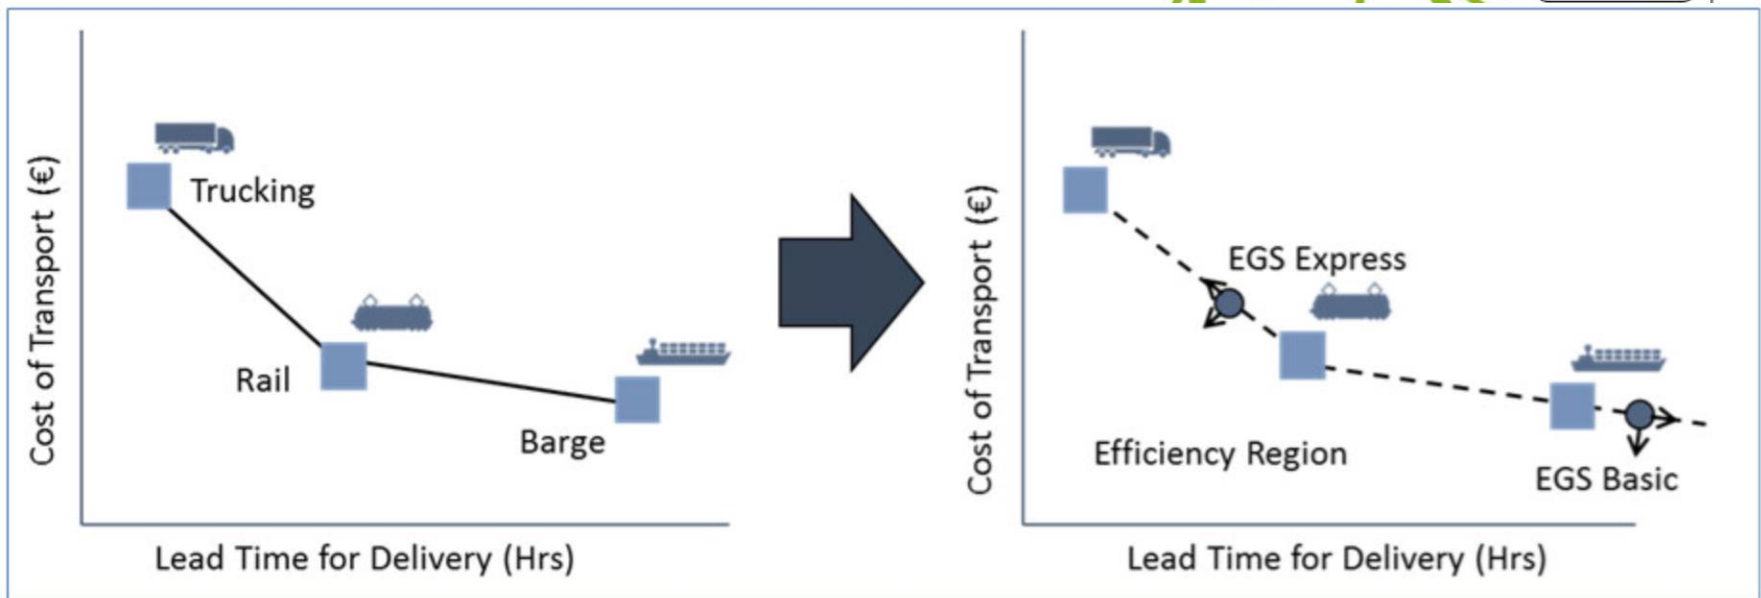 Cost of Transport (€)
Trucking
Rail
Barge
Lead Time for Delivery (Hrs)
Cost of Transport (€)
EGS Express
Efficiency Region
EGS Basic
Lead Time for Delivery (Hrs)